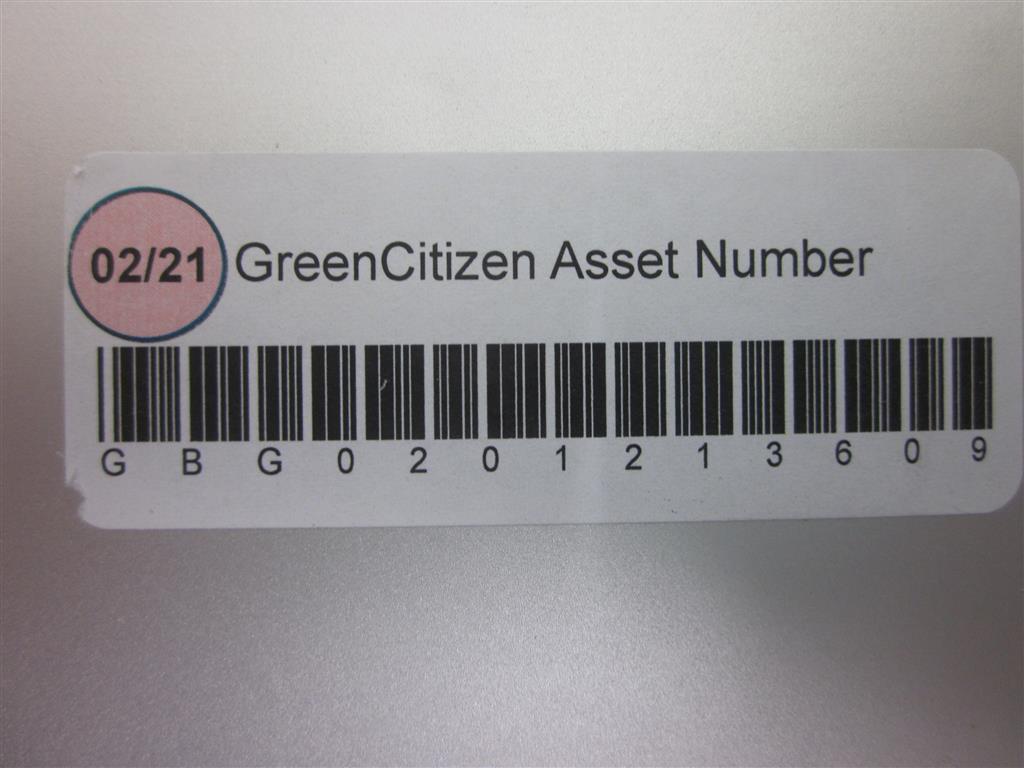 02/21 GreenCitizen Asset Number
G B G 0 2 0 1 2 1 3 6 0 9